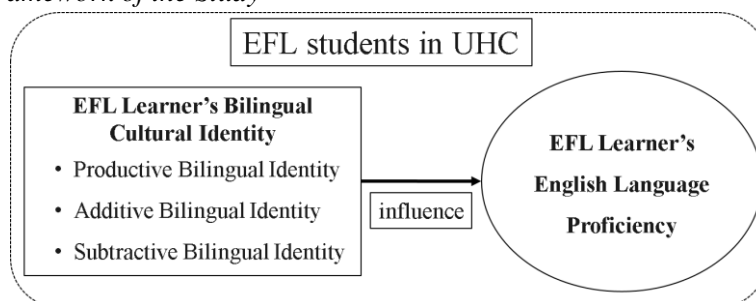 amework of the Study
EFL students in UHC
EFL Learner's Bilingual
Cultural Identity
• Productive Bilingual Identity
• Additive Bilingual Identity
• Subtractive Bilingual Identity
influence
EFL Learner's
English Language
Proficiency